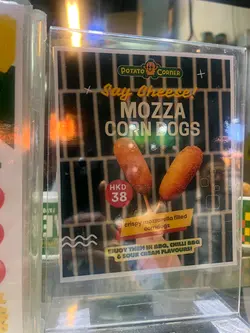 POTATO CORNER
Say Cheese!
MOZZA
CORN DOGS
HKD
38
crispy mozzarella filled
corndogs
ENJOY THEM IN BBQ, CHILLI BBQ
& SOUR CREAM FLAVOURS!